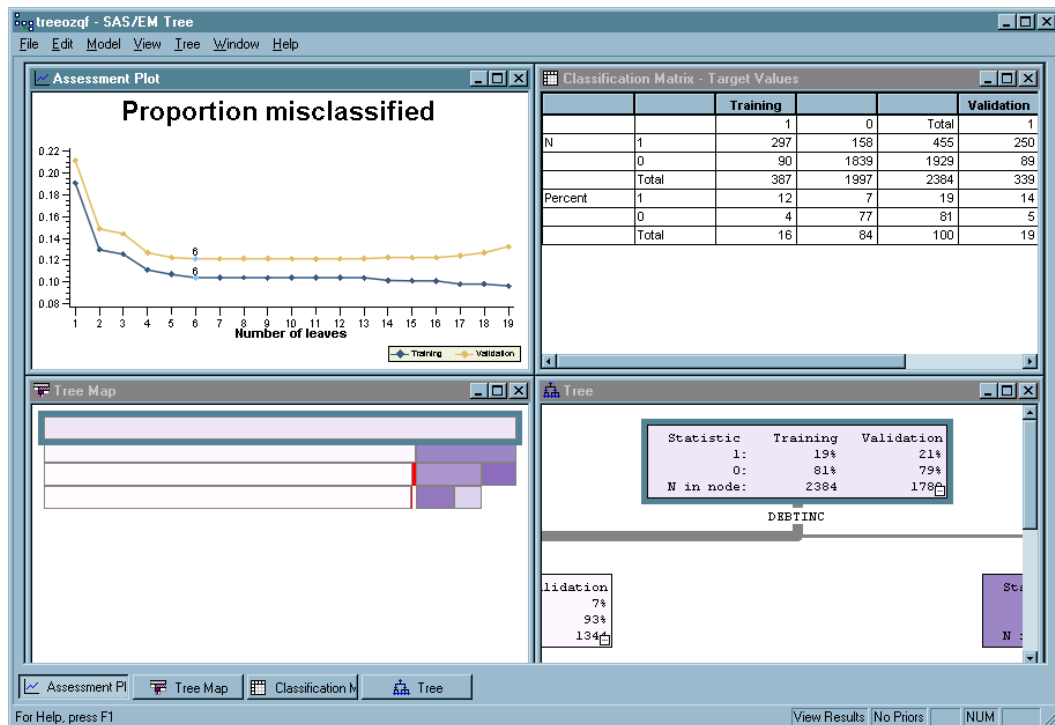 treeozqf - SAS/EM Tree
File Edit Model View Tree Window Help
Assessment Plot
Proportion misclassified
0.22
0.20
0.18
0.16
0.14
0.12
0.10
0.08
6
6
1 2 3 4 5 6 7 8 9 10 11 12 13 14 15 16 17 18 19
Number of leaves
Training Validation
Classification Matrix - Target Values
Training Validation
1 0 Total 1
N 1 297 158 455 250
0 90 1839 1929 89
Total 387 1997 2384 339
Percent 1 12 7 19 14
0 4 77 81 5
Total 16 84 100 19
Tree Map
Tree
Statistic Training Validation
1: 19% 21%
0: 81% 79%
N in node: 2384
DEBTINC
lidation
7%
93%
N
Assessment Pl Tree Map Classification M Tree
For Help, press F1
View Results No Priors NUM